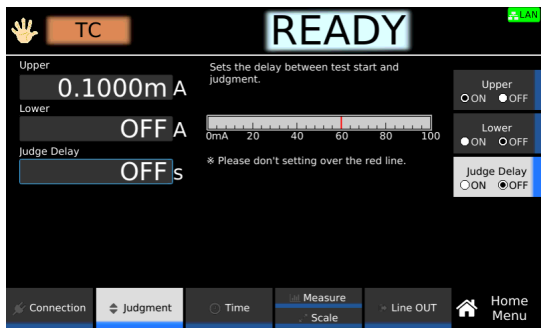 TC
READY
LAN
Upper
0.1000m A
Lower
OFF A
Judge Delay
OFF s
Sets the delay between test start and
judgment.
0mA 20 40 60 80 100
※ Please don't setting over the red line.
Upper
ON OFF
Lower
ON OFF
Judge Delay
ON OFF
Connection
Judgment
Time
Measure
Scale
Line OUT
Home
Menu